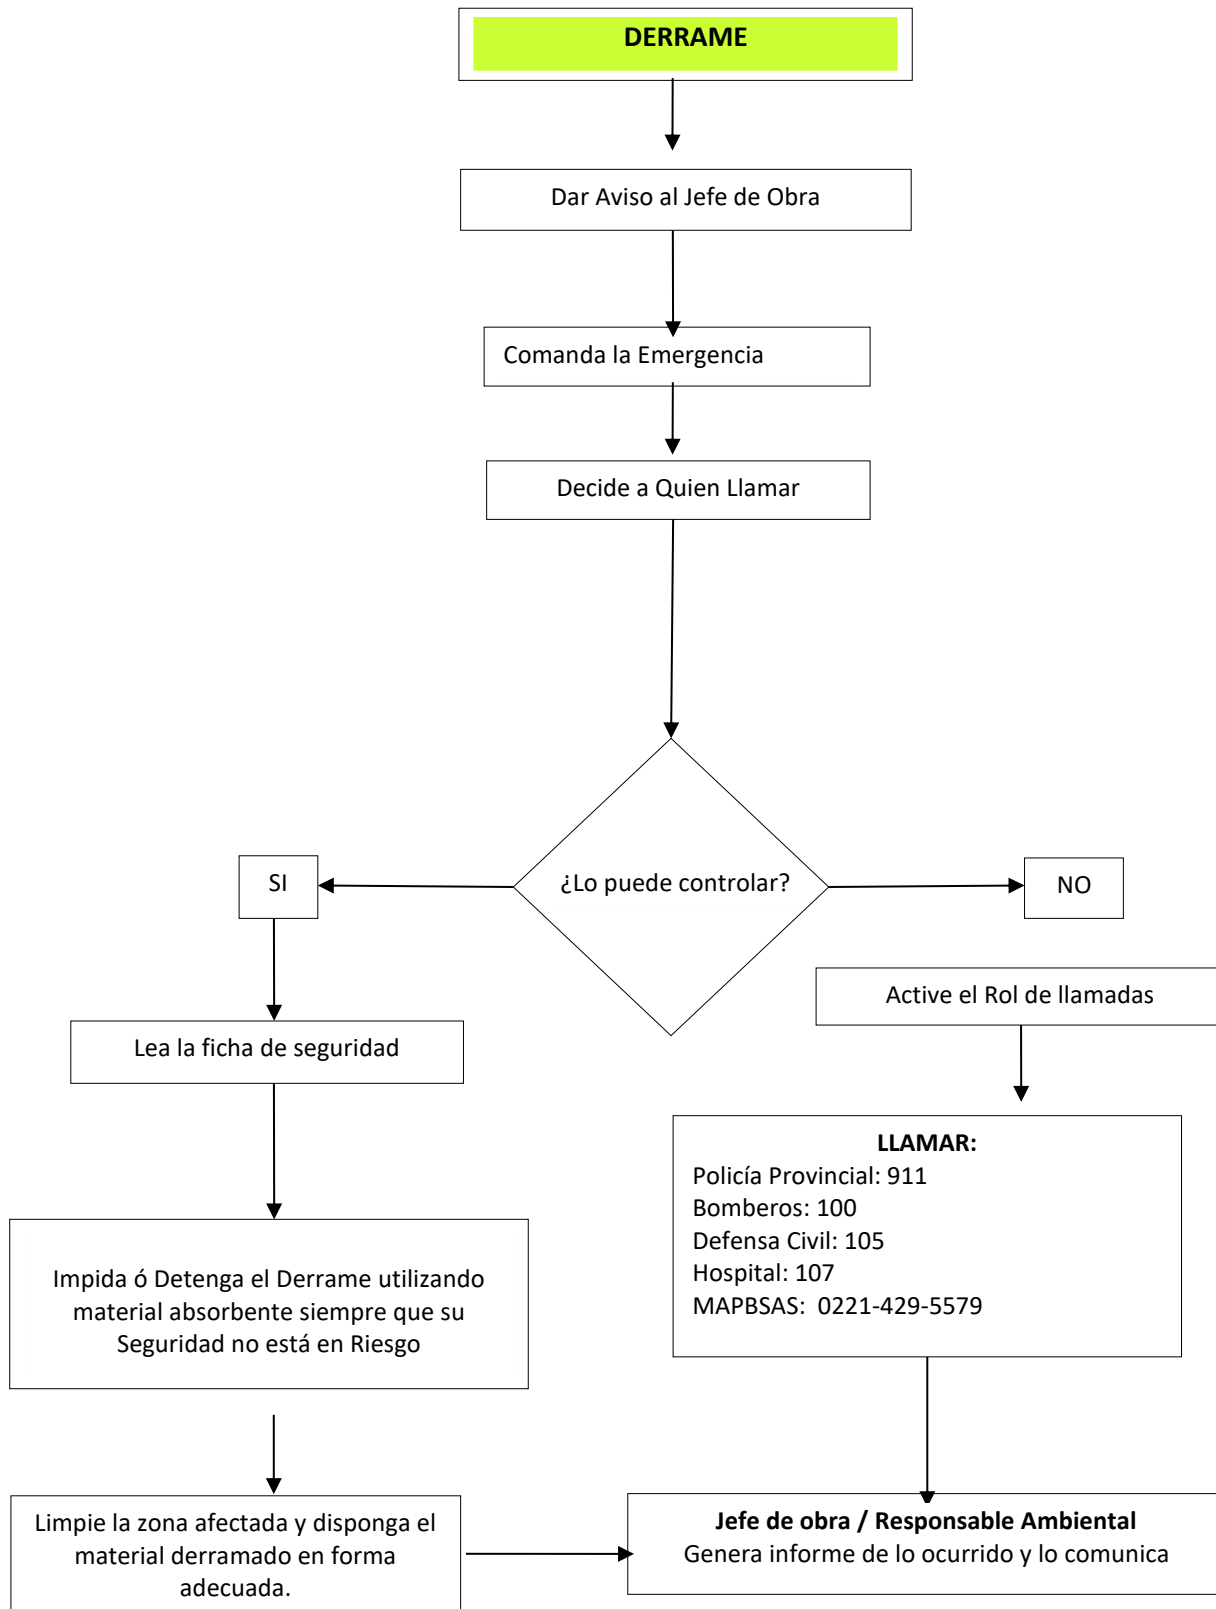 DERRAME
Dar Aviso al Jefe de Obra
Comanda la Emergencia
Decide a Quien Llamar
¿Lo puede controlar?
SI
NO
Active el Rol de llamadas
Lea la ficha de seguridad
LLAMAR:
Policía Provincial: 911
Bomberos: 100
Defensa Civil: 105
Hospital: 107
MAPBSAS: 0221-429-5579
Impida ó Detenga el Derrame utilizando
material absorbente siempre que su
Seguridad no está en Riesgo
Limpie la zona afectada y disponga el
material derramado en forma
adecuada.
Jefe de obra / Responsable Ambiental
Genera informe de lo ocurrido y lo comunica